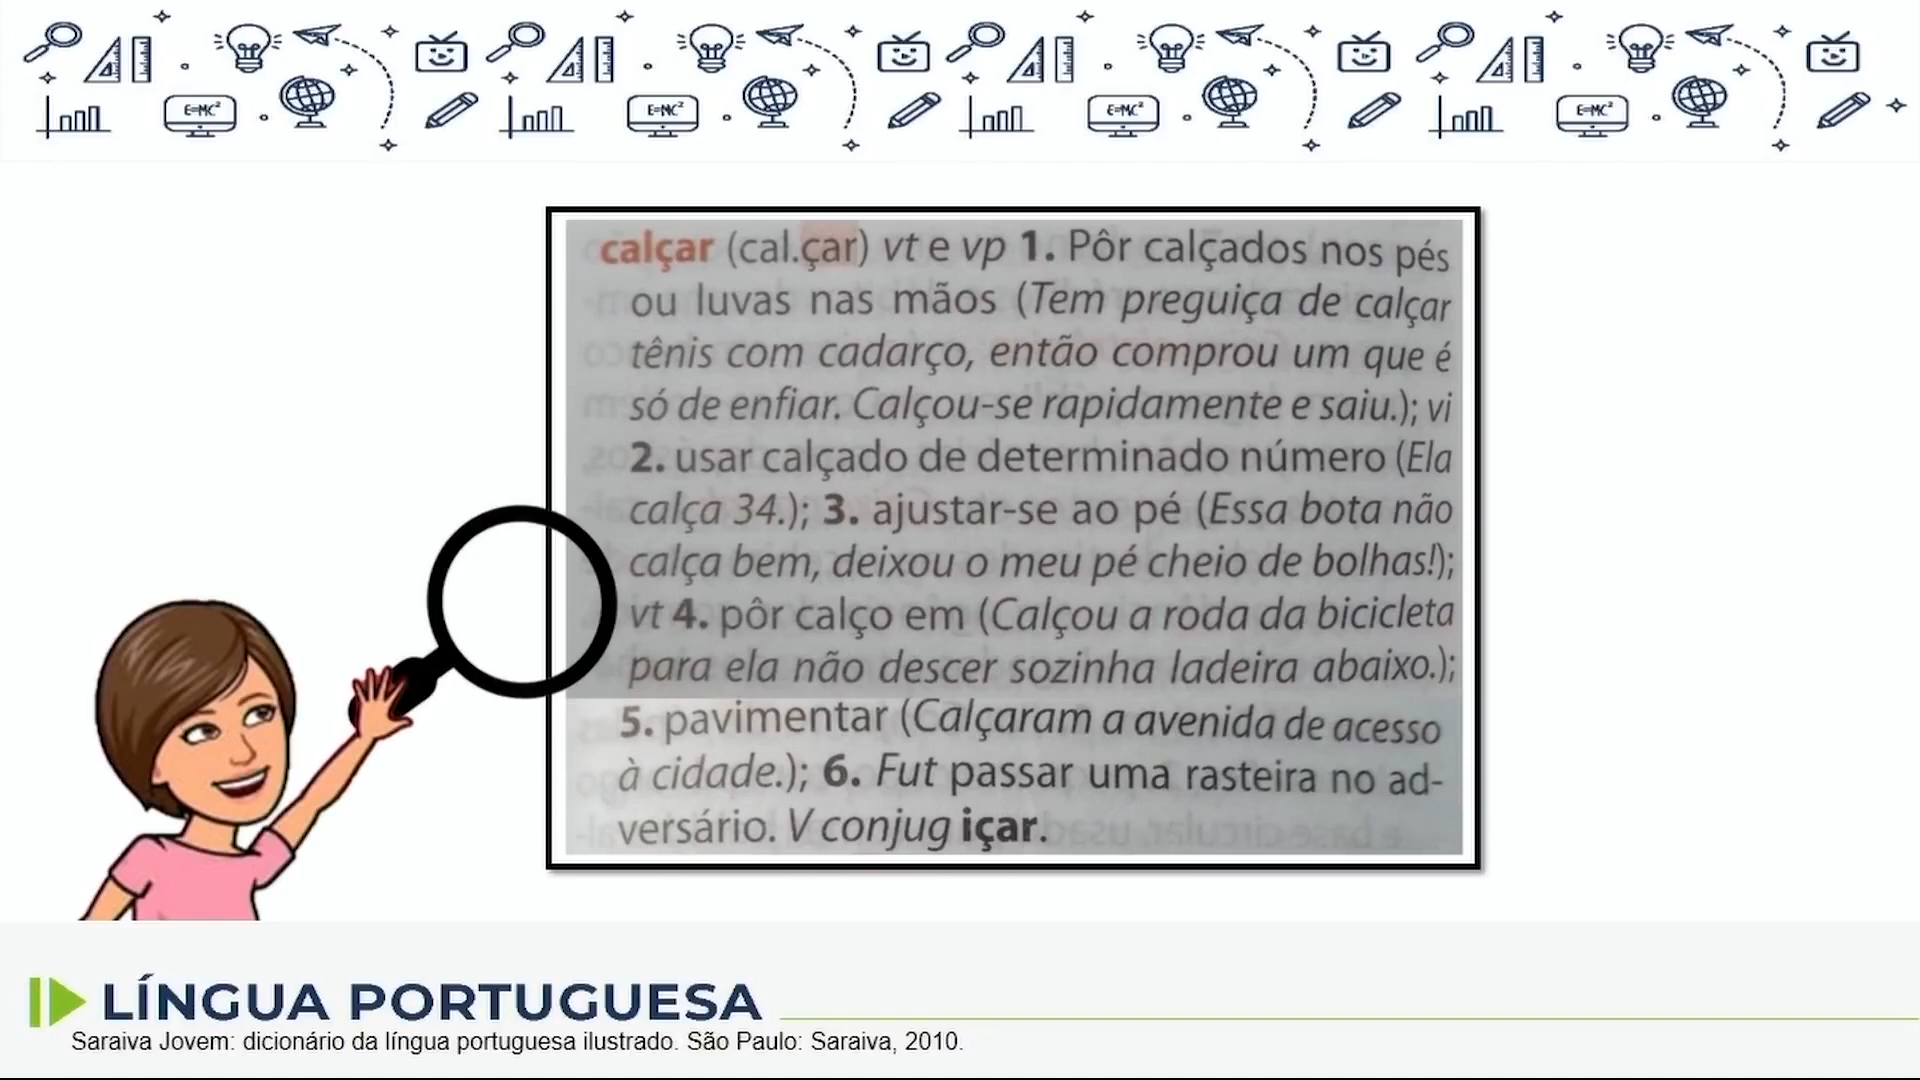 E=MC²
E=MC²
E=MC²
E=MC²
calçar (cal.çar) vt e vp 1. Pôr calçados nos pés
ou luvas nas mãos (Tem preguiça de calçar
tênis com cadarço, então comprou um que é
só de enfiar. Calçou-se rapidamente e saiu.); vi
2. usar calçado de determinado número (Ela
calça 34.); 3. ajustar-se ao pé (Essa bota não
calça bem, deixou o meu pé cheio de bolhas!);
vt 4. pôr calço em (Calçou a roda da bicicleta
para ela não descer sozinha ladeira abaixo.);
5. pavimentar (Calçaram a avenida de acesso
à cidade.); 6. Fut passar uma rasteira no ad-
versário. V conjug içar.
LÍNGUA PORTUGUESA
Saraiva Jovem: dicionário da língua portuguesa ilustrado. São Paulo: Saraiva, 2010.